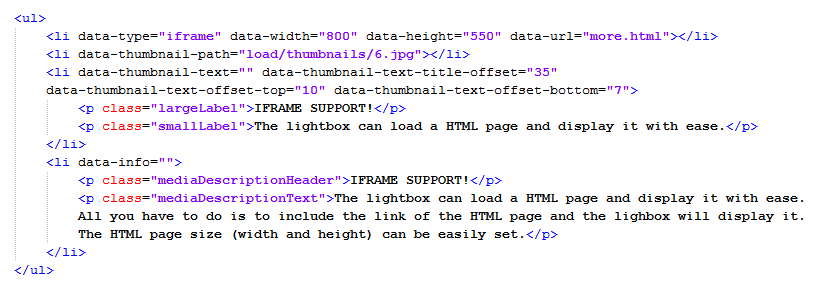 <ul>
<li data-type="iframe" data-width="800" data-height="550" data-url="more.html"></li>
<li data-thumbnail-path="load/thumbnails/6.jpg"></li>
<li data-thumbnail-text="" data-thumbnail-text-title-offset="35"
data-thumbnail-text-offset-top="10" data-thumbnail-text-offset-bottom="7">
<p class="largeLabel">IFRAME SUPPORT!</p>
<p class="smallLabel">The lightbox can load a HTML page and display it with ease.</p>
</li>
<li data-info="">
<p class="mediaDescriptionHeader">IFRAME SUPPORT!</p>
<p class="mediaDescriptionText">The lightbox can load a HTML page and display it with ease.
All you have to do is to include the link of the HTML page and the lighbox will display it.
The HTML page size (width and height) can be easily set.</p>
</li>
</ul>